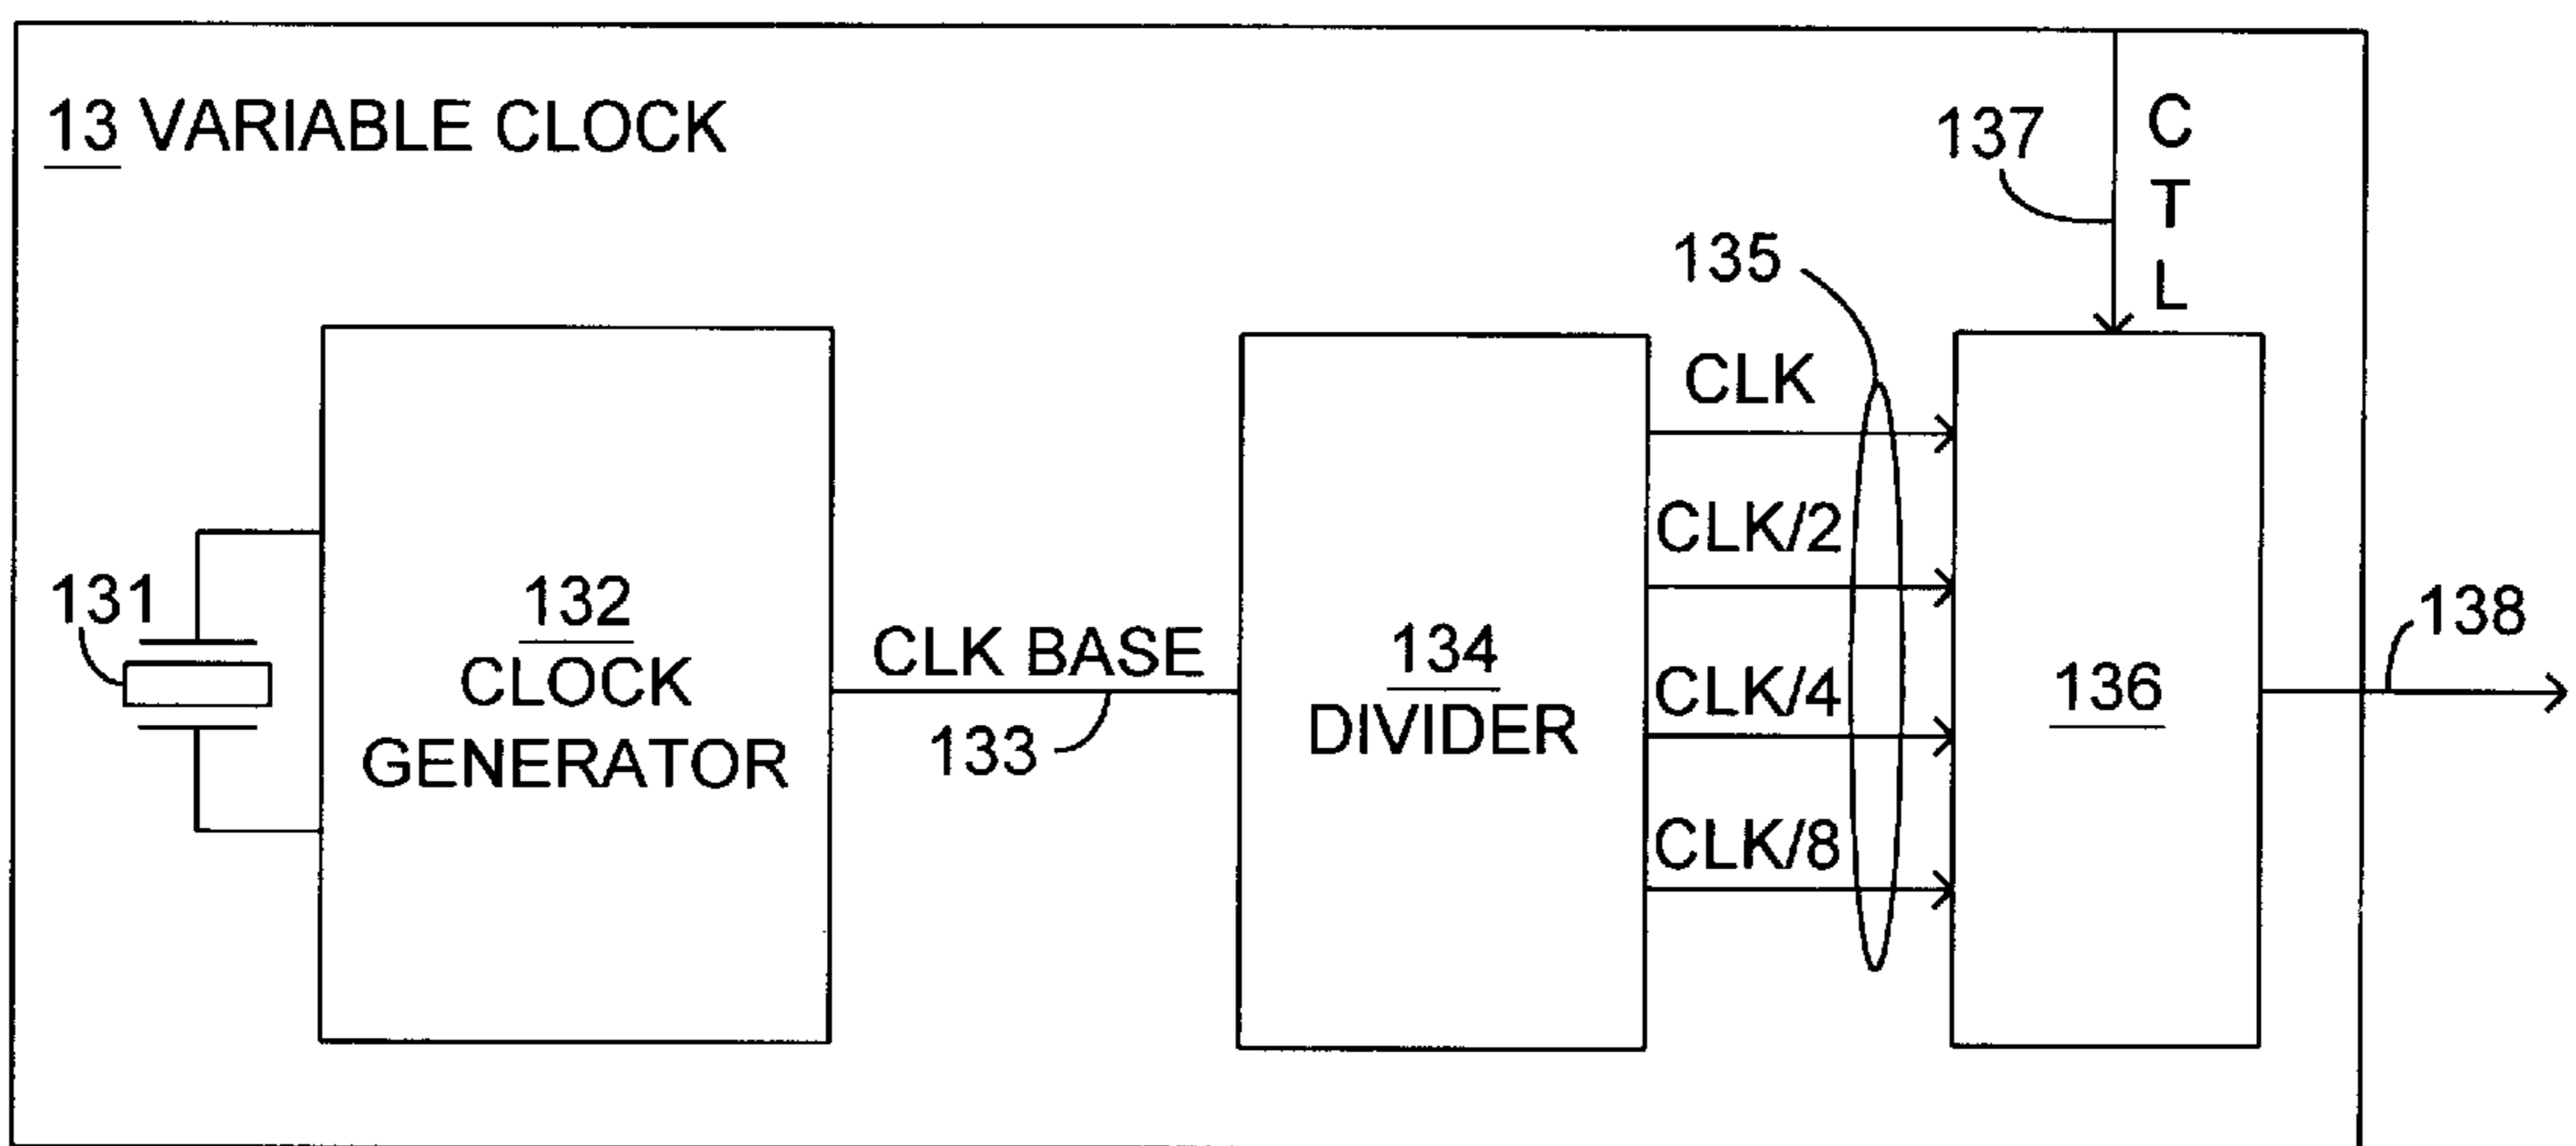 13 VARIABLE CLOCK
137
C
T
L
135
131
132
CLOCK
GENERATOR
CLK BASE
133
134
DIVIDER
CLK
CLK/2
CLK/4
CLK/8
136
138